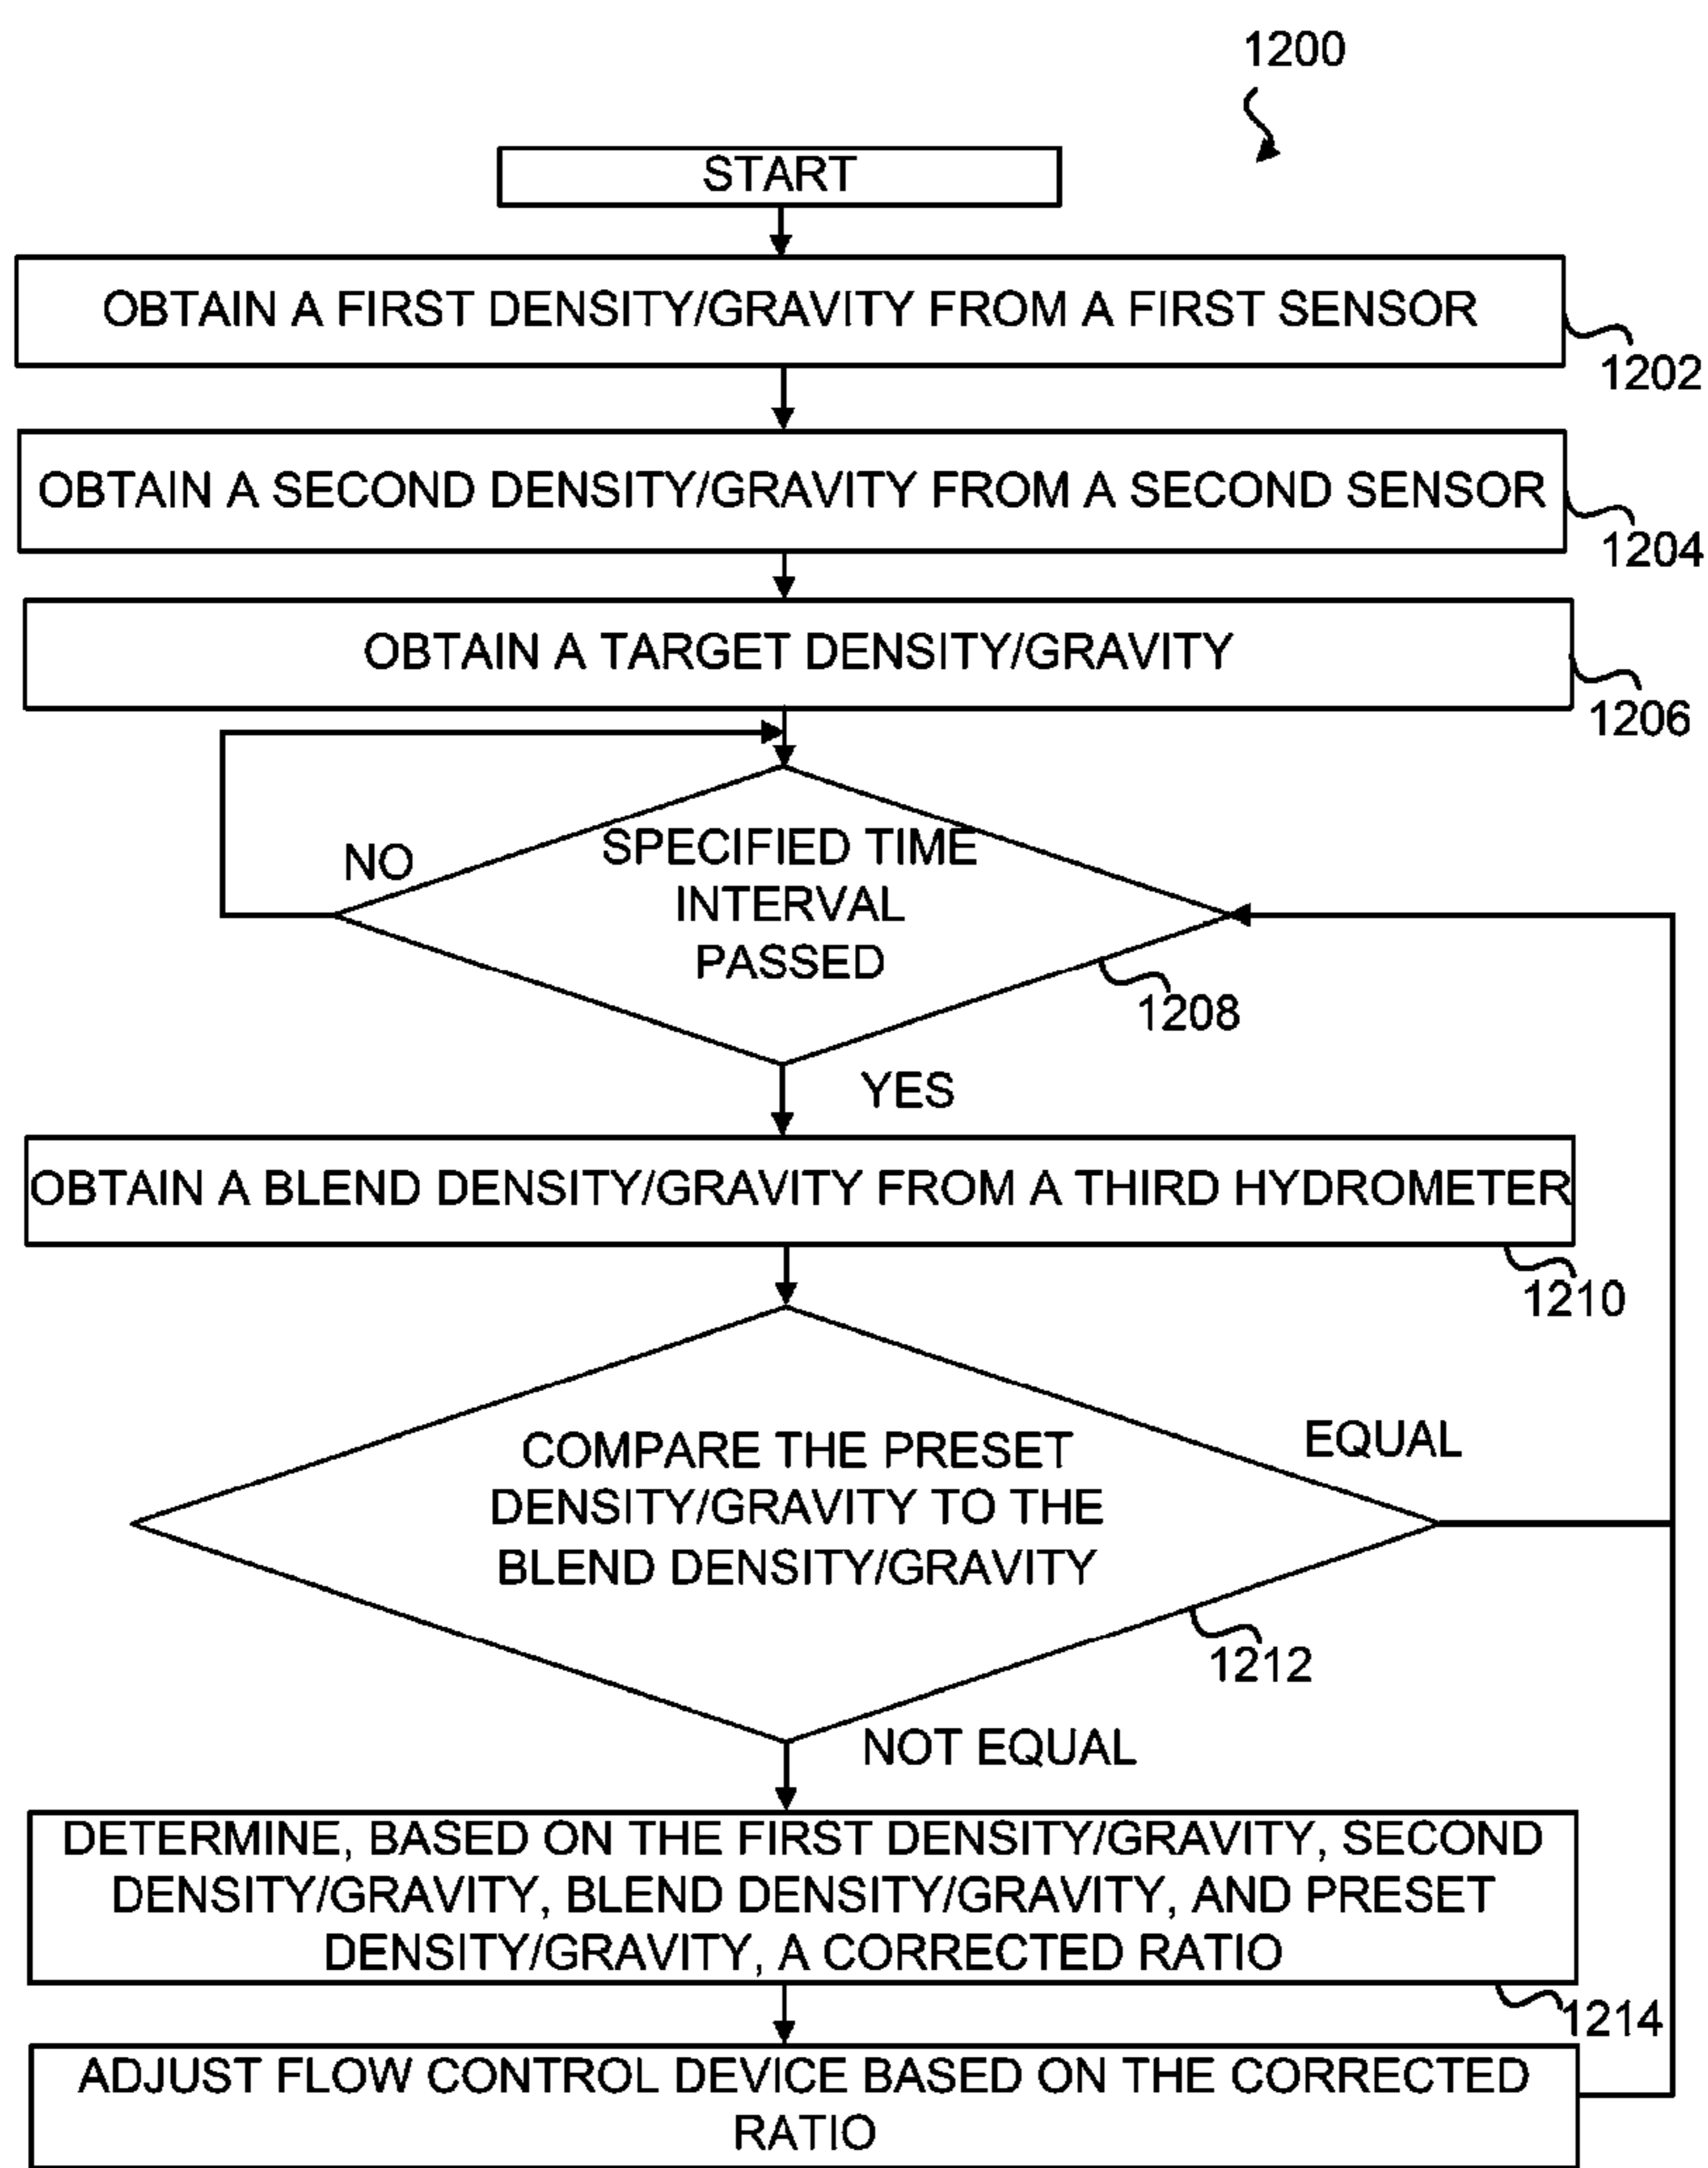 1200
START
OBTAIN A FIRST DENSITY/GRAVITY FROM A FIRST SENSOR
1202
OBTAIN A SECOND DENSITY/GRAVITY FROM A SECOND SENSOR
1204
OBTAIN A TARGET DENSITY/GRAVITY
1206
NO
SPECIFIED TIME
INTERVAL
PASSED
1208
YES
OBTAIN A BLEND DENSITY/GRAVITY FROM A THIRD HYDROMETER
1210
COMPARE THE PRESET
DENSITY/GRAVITY TO THE
BLEND DENSITY/GRAVITY
EQUAL
1212
NOT EQUAL
DETERMINE, BASED ON THE FIRST DENSITY/GRAVITY, SECOND
DENSITY/GRAVITY, BLEND DENSITY/GRAVITY, AND PRESET
DENSITY/GRAVITY, A CORRECTED RATIO
1214
ADJUST FLOW CONTROL DEVICE BASED ON THE CORRECTED
RATIO